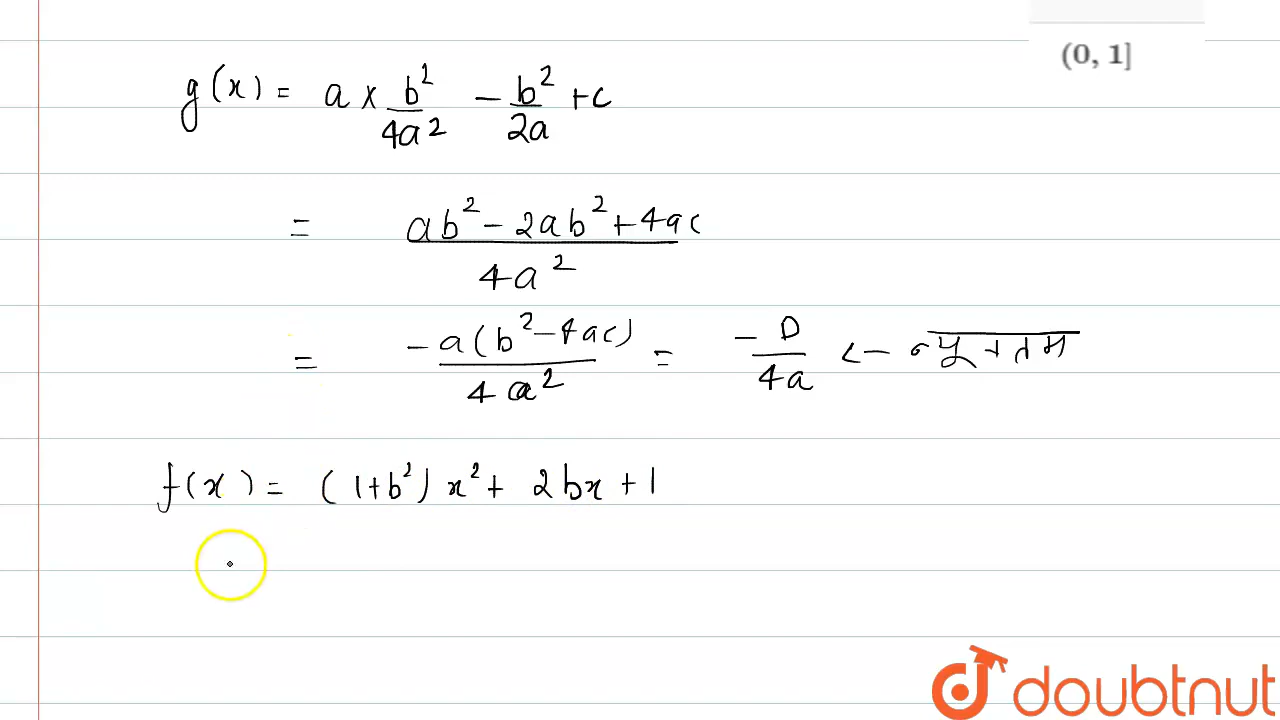 (0, 1]
g(x) = a × b²/4a² - b²/2a + c
= ab² - 2ab² + 4ac/4a²
= -a(b² - 4ac)/4a² = -D/4a ← न्यूनतम
f(x) = (1+b²)x² + 2bx + 1
doubtnut